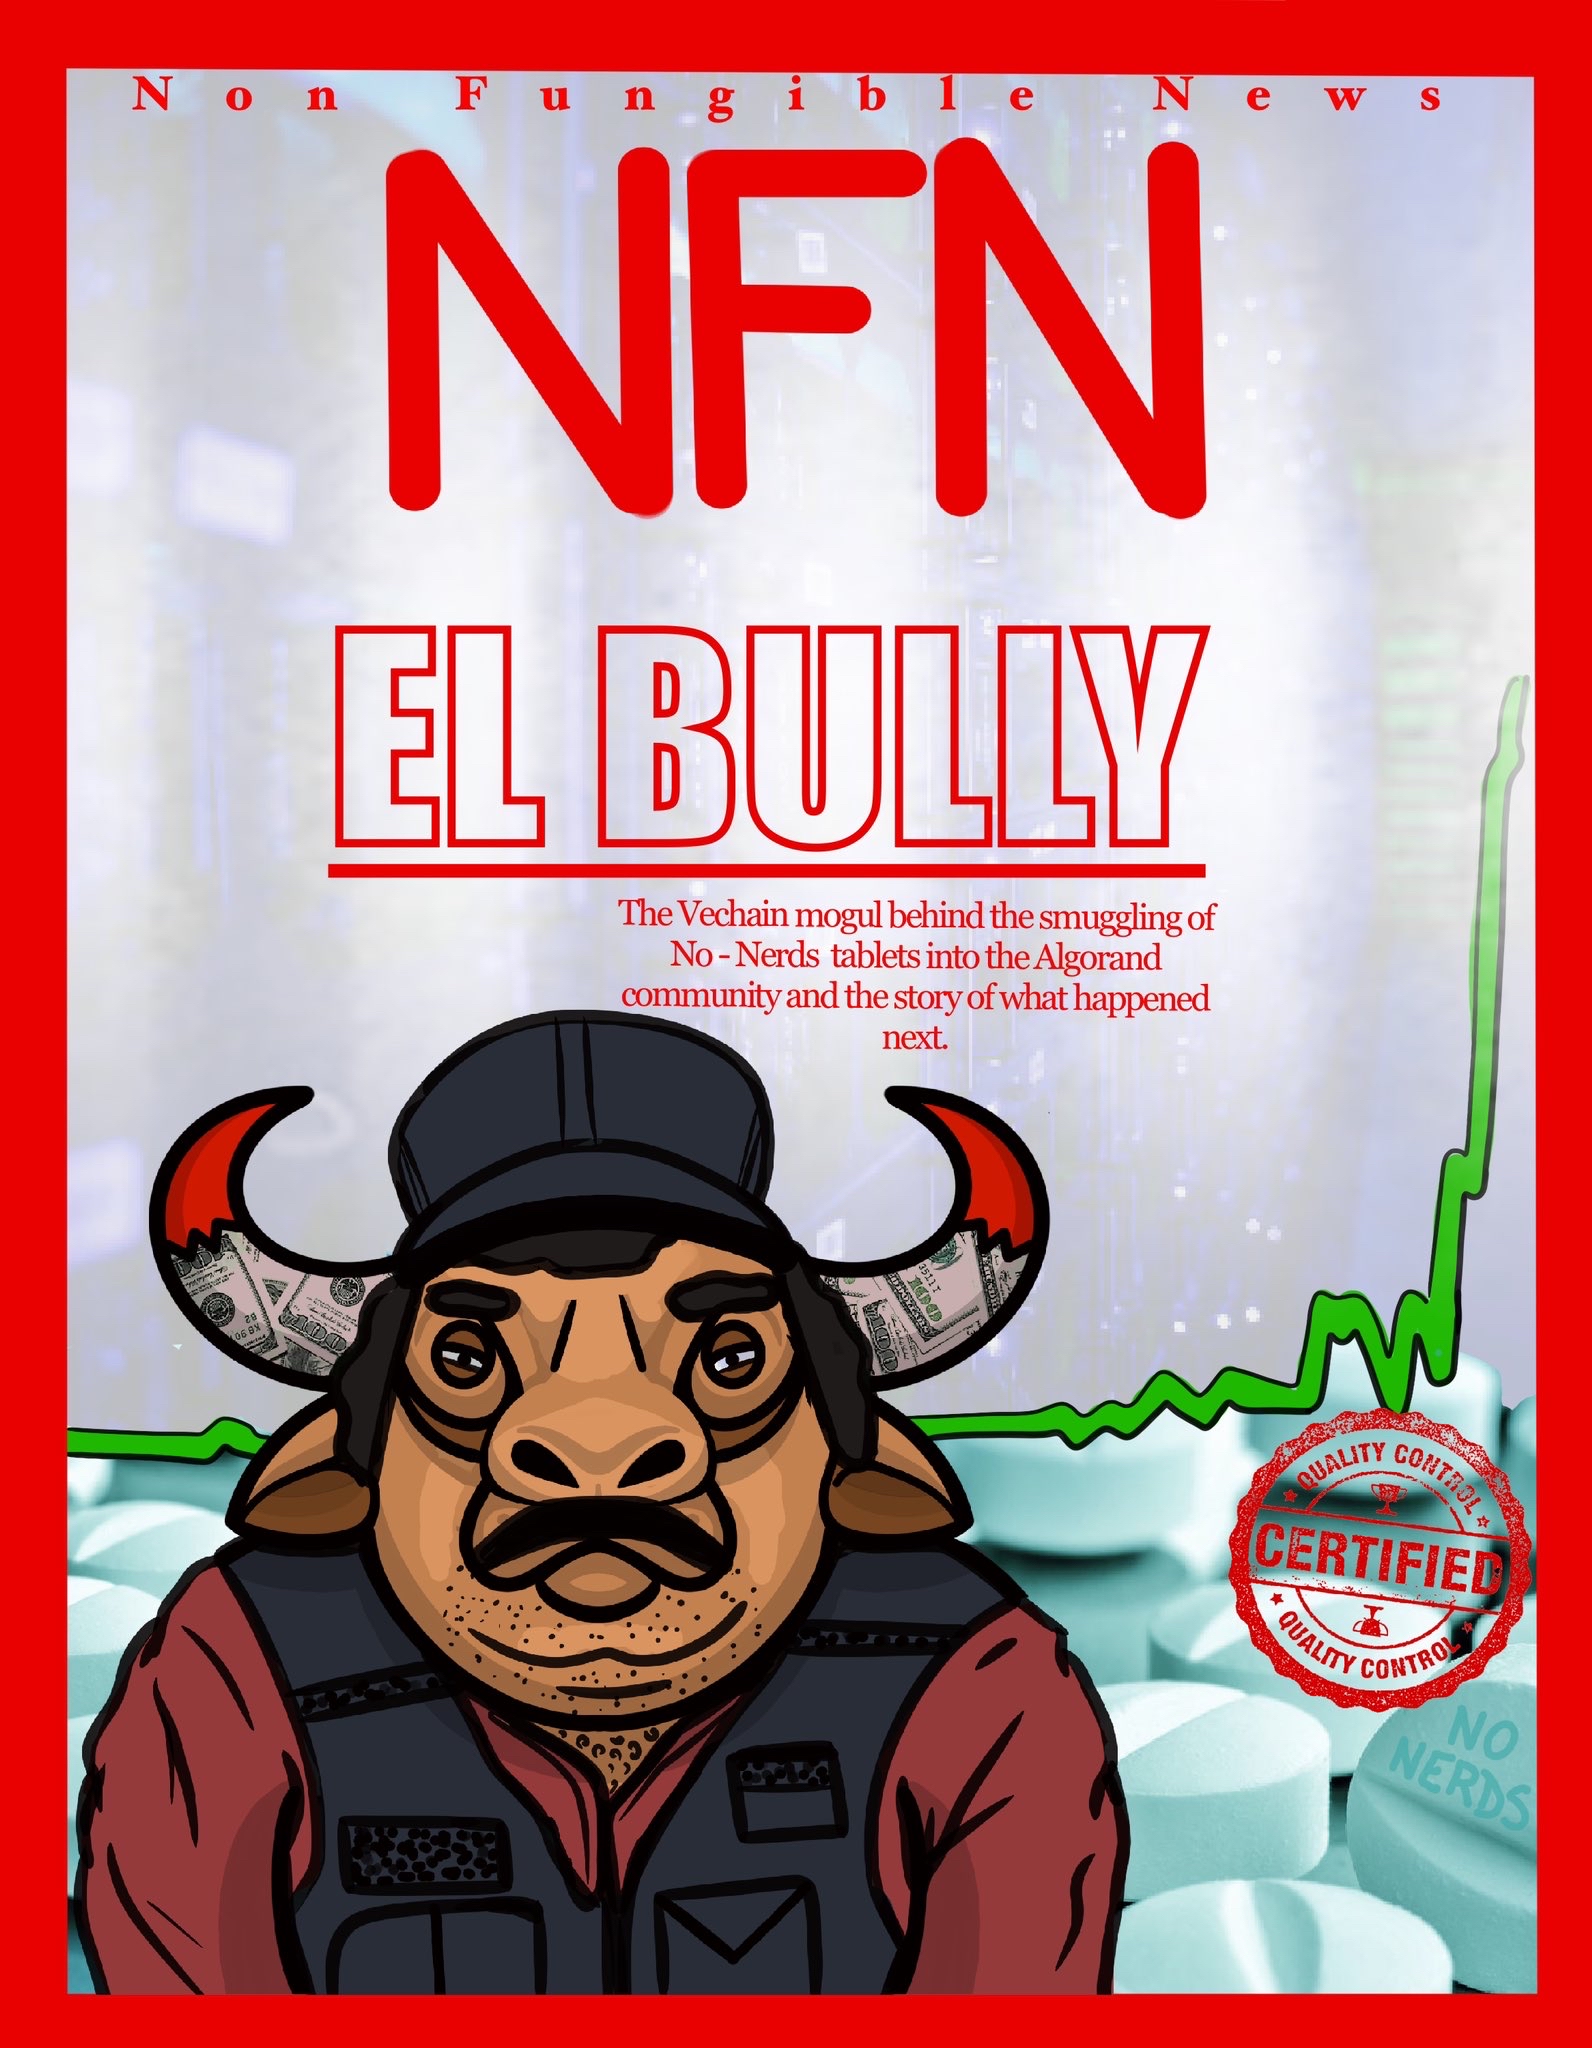 Non Fungible News
NFN
EL BULLY
The Vechain mogul behind the smuggling of
No - Nerds tablets into the Algorand
community and the story of what happened
next.
QUALITY CONTROL
CERTIFIED
QUALITY CONTROL
NO
NERDS